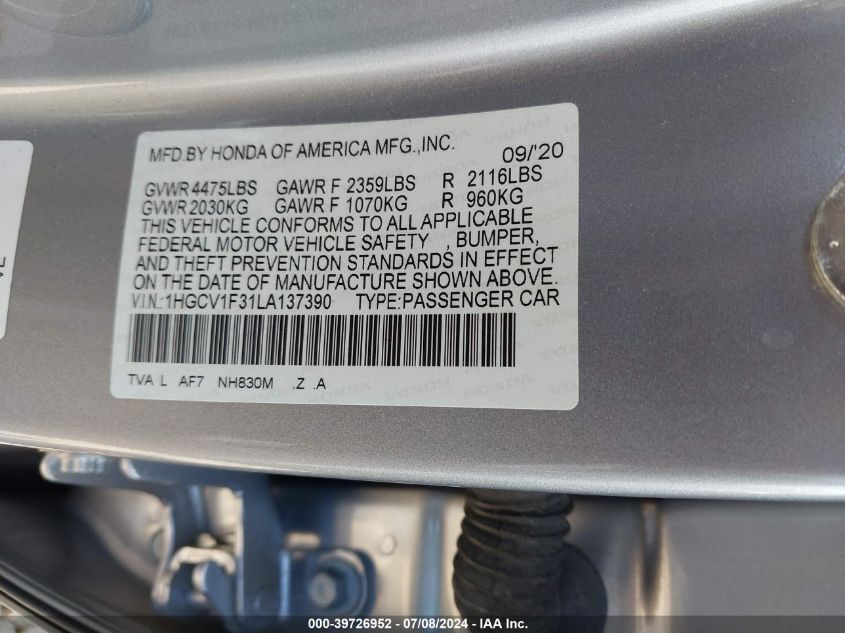 MFD.BY HONDA OF AMERICA MFG.,INC. 09/'20
GVWR 4475LBS GAWR F 2359LBS R 2116LBS
GVWR 2030KG GAWR F 1070KG R 960KG
THIS VEHICLE CONFORMS TO ALL APPLICABLE
FEDERAL MOTOR VEHICLE SAFETY , BUMPER,
AND THEFT PREVENTION STANDARDS IN EFFECT
ON THE DATE OF MANUFACTURE SHOWN ABOVE.
V.I.N.:1HGCV1F31LA137390 TYPE:PASSENGER CAR
TVA L AF7 NH830M .Z .A
000-39726952 - 07/08/2024 - IAA Inc.